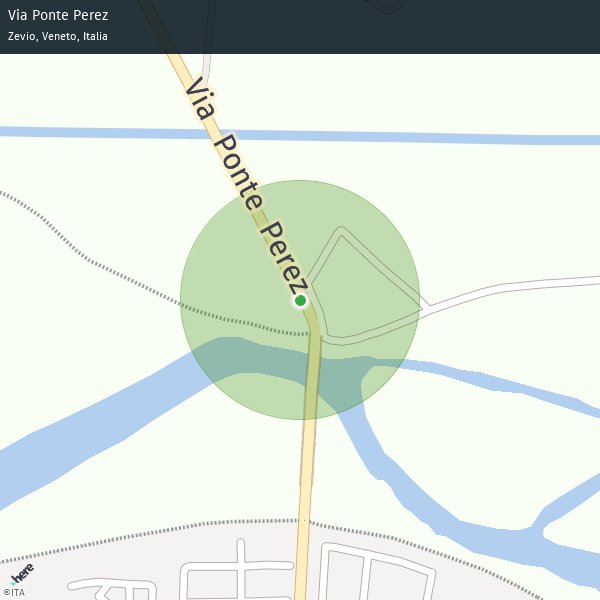 Via Ponte Perez
Zevio, Veneto, Italia
Via Ponte Perez
here
©ITA